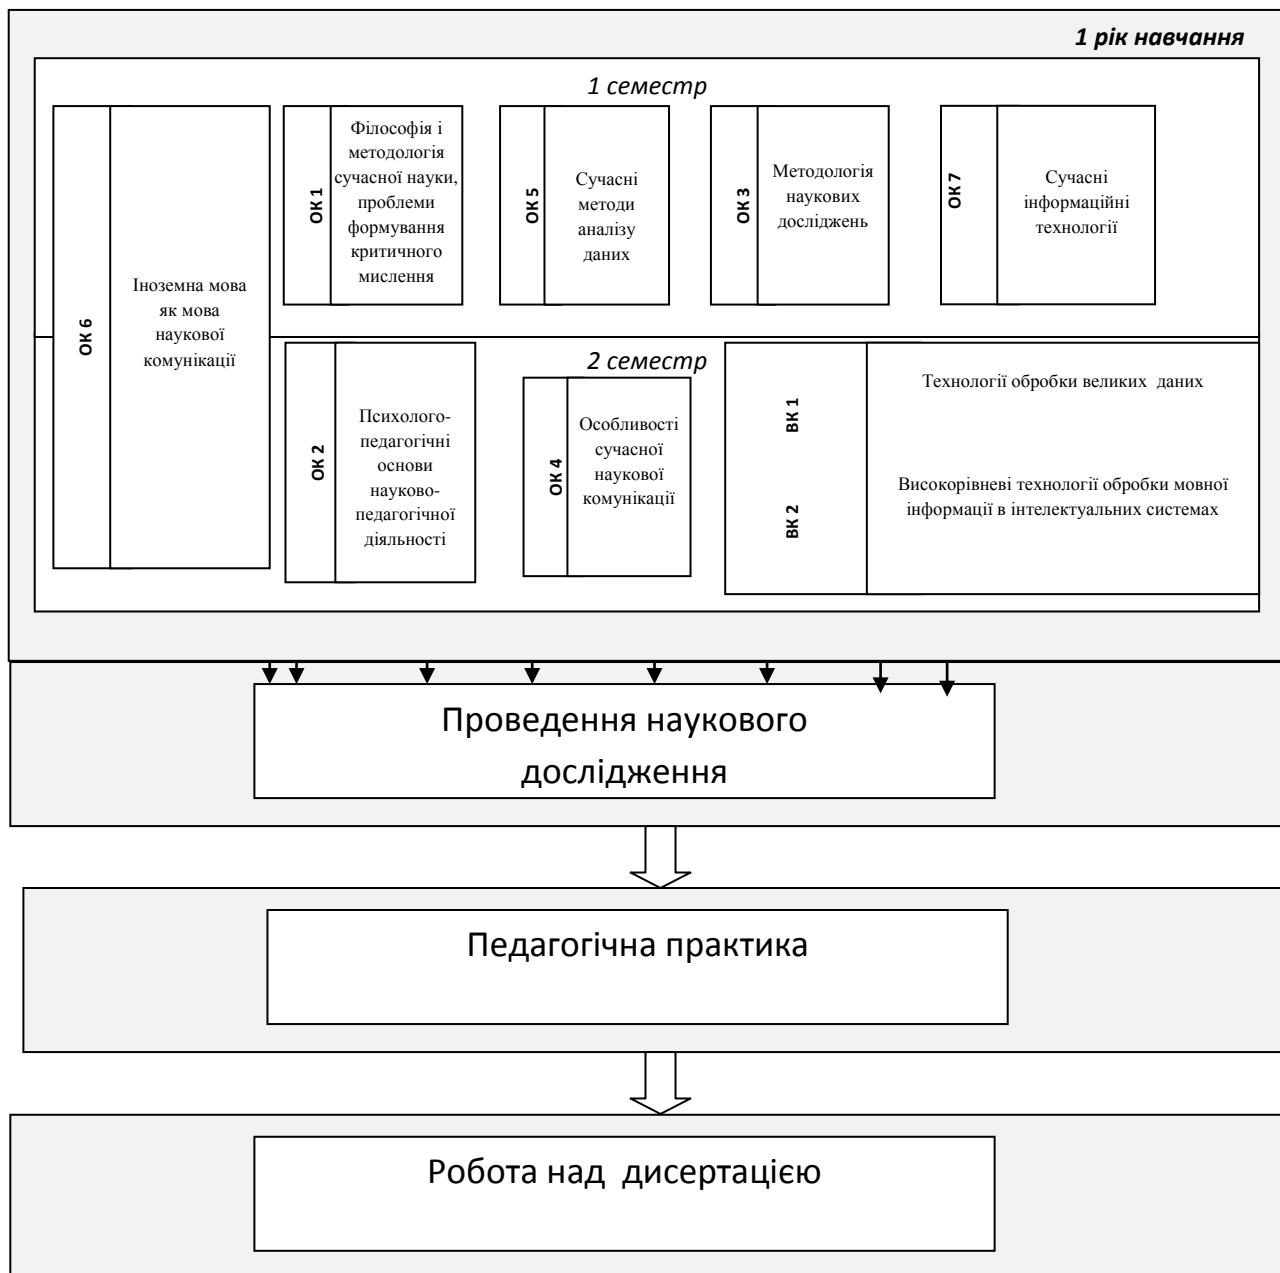 1 рік навчання
1 семестр
ОК 6
Іноземна мова
як мова
наукової
комунікації
ОК 1
Філософія і
методологія
сучасної науки,
проблеми
формування
критичного
мислення
ОК 5
Сучасні
методи
аналізу
даних
ОК 3
Методологія
наукових
досліджень
ОК 7
Сучасні
інформаційні
технології
2 семестр
ОК 2
Психолого-
педагогічні
основи
науково-
педагогічної
діяльності
ОК 4
Особливості
сучасної
наукової
комунікації
ВК 1
Технології обробки великих  даних
ВК 2
Високорівневі технології обробки мовної
інформації в інтелектуальних системах
Проведення наукового
дослідження
Педагогічна практика
Робота над  дисертацією